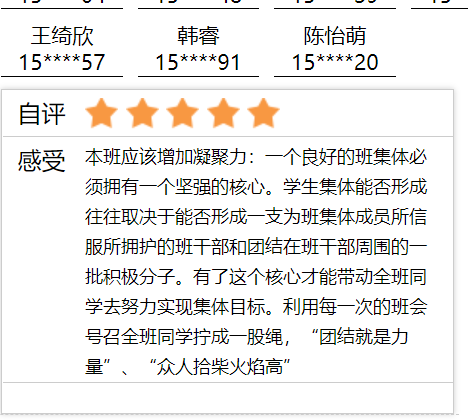 王绮欣 韩睿 陈怡萌
15****57 15****91 15****20
自评
感受
本班应该增加凝聚力：一个良好的班集体必
须拥有一个坚强的核心。学生集体能否形成
往往取决于能否形成一支为班集体成员所信
服所拥护的班干部和团结在班干部周围的一
批积极分子。有了这个核心才能带动全班同
学去努力实现集体目标。利用每一次的班会
号召全班同学拧成一股绳，“团结就是力
量”、“众人拾柴火焰高”